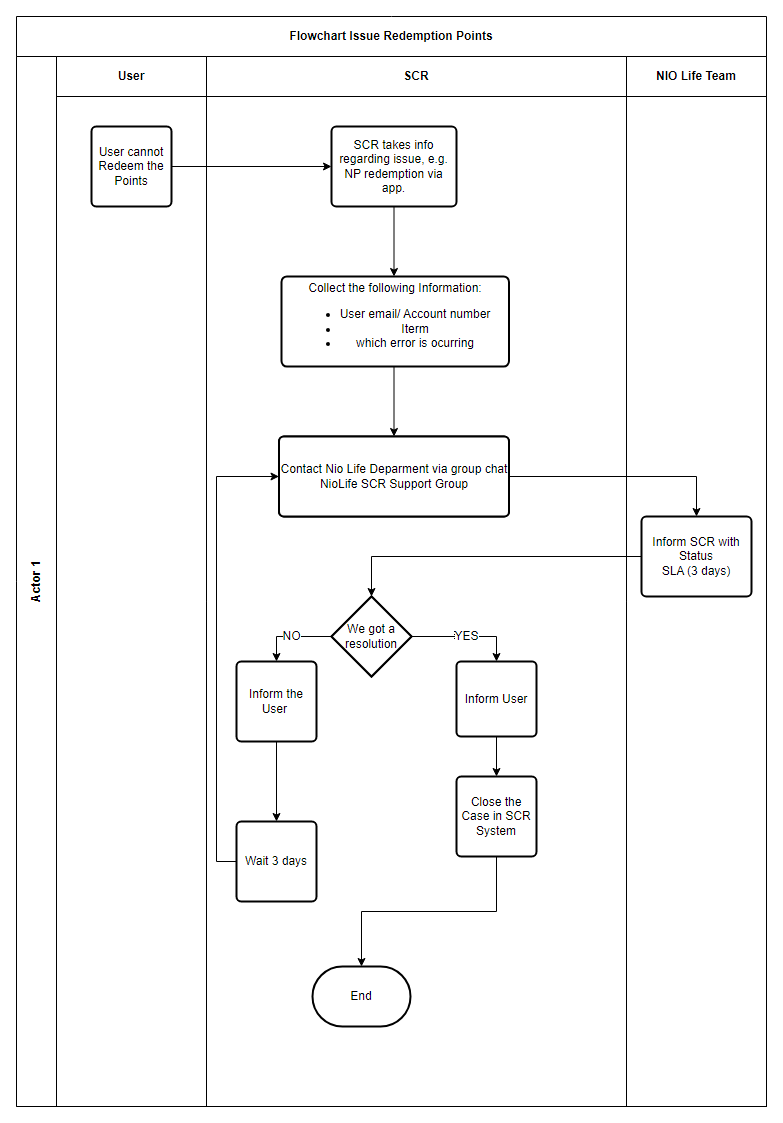 Flowchart Issue Redemption Points
User
SCR
NIO Life Team
Actor 1
User cannot
Redeem the
Points
SCR takes info
regarding issue, e.g.
NP redemption via
app.
Collect the following Information:
• User email/ Account number
• Iterm
• which error is ocurring
Contact Nio Life Deparment via group chat
NioLife SCR Support Group
Inform SCR with
Status
SLA (3 days)
We got a
resolution
NO
YES
Inform the
User
Inform User
Close the
Case in SCR
System
Wait 3 days
End